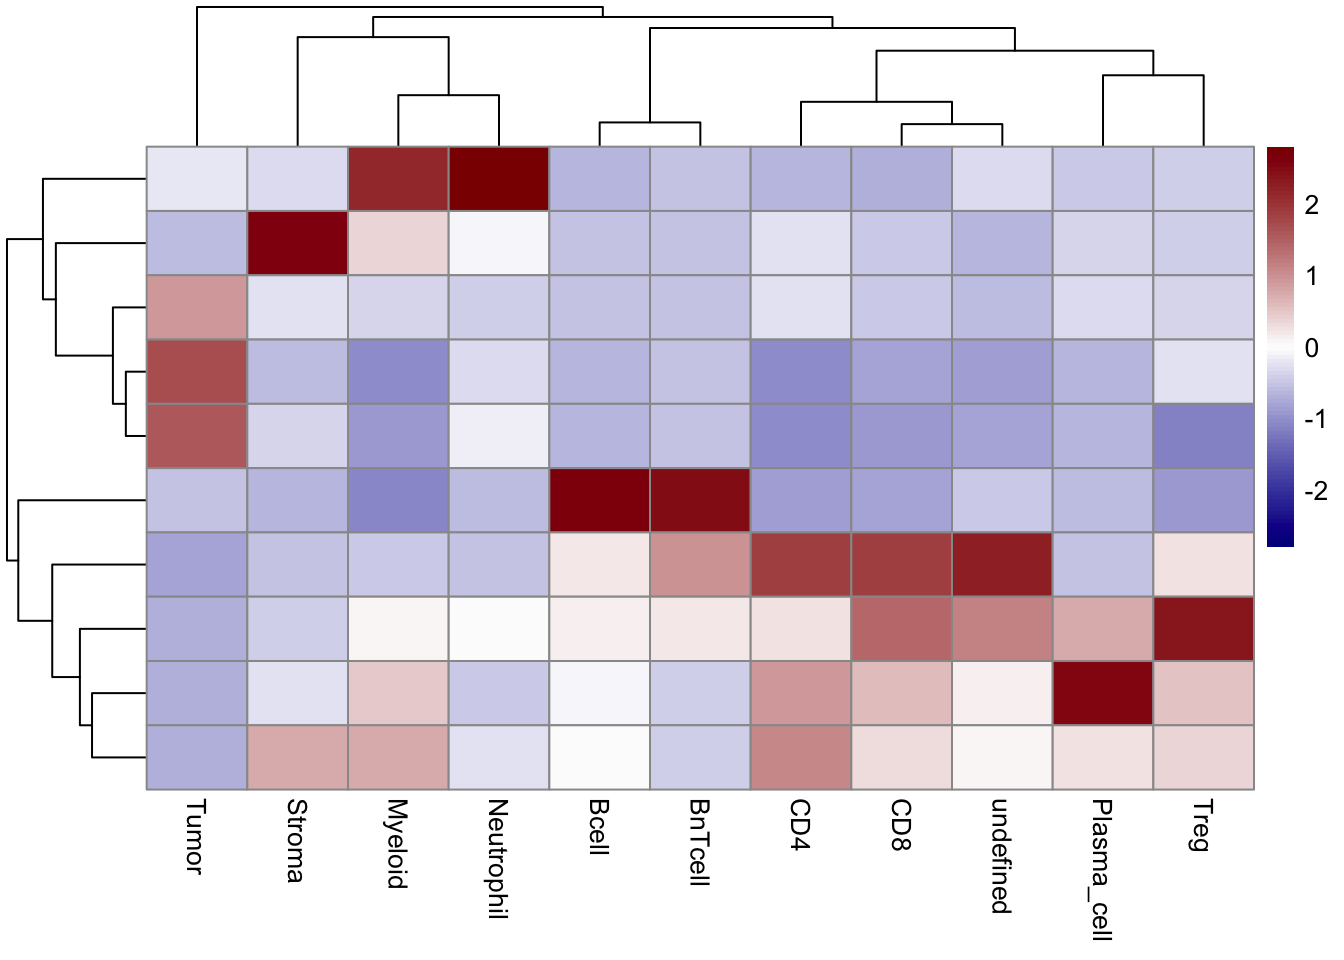 2
1
0
-1
-2
Tumor
Stroma
Myeloid
Neutrophil
Bcell
BnTcell
CD4
CD8
undefined
Plasma_cell
Treg